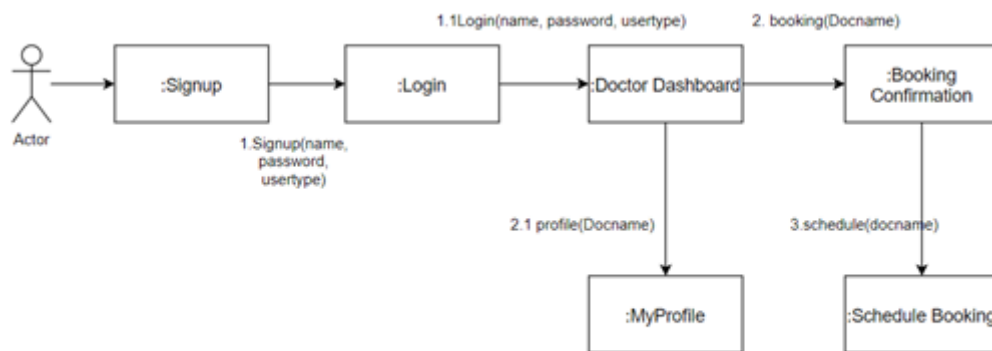 1.1Login(name, password, usertype)
2. booking(Docname)
:Signup
:Login
:Doctor Dashboard
:Booking
Confirmation
Actor
1.Signup(name,
password,
usertype)
2.1 profile(Docname)
3.schedule(docname)
:MyProfile
:Schedule Booking